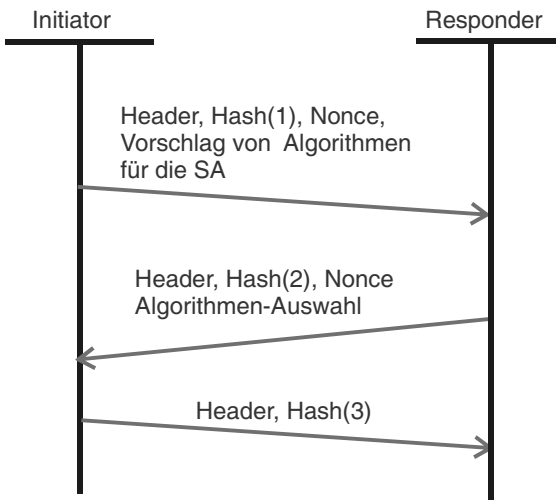 Initiator
Responder
Header, Hash(1), Nonce,
Vorschlag von Algorithmen
für die SA
Header, Hash(2), Nonce
Algorithmen-Auswahl
Header, Hash(3)